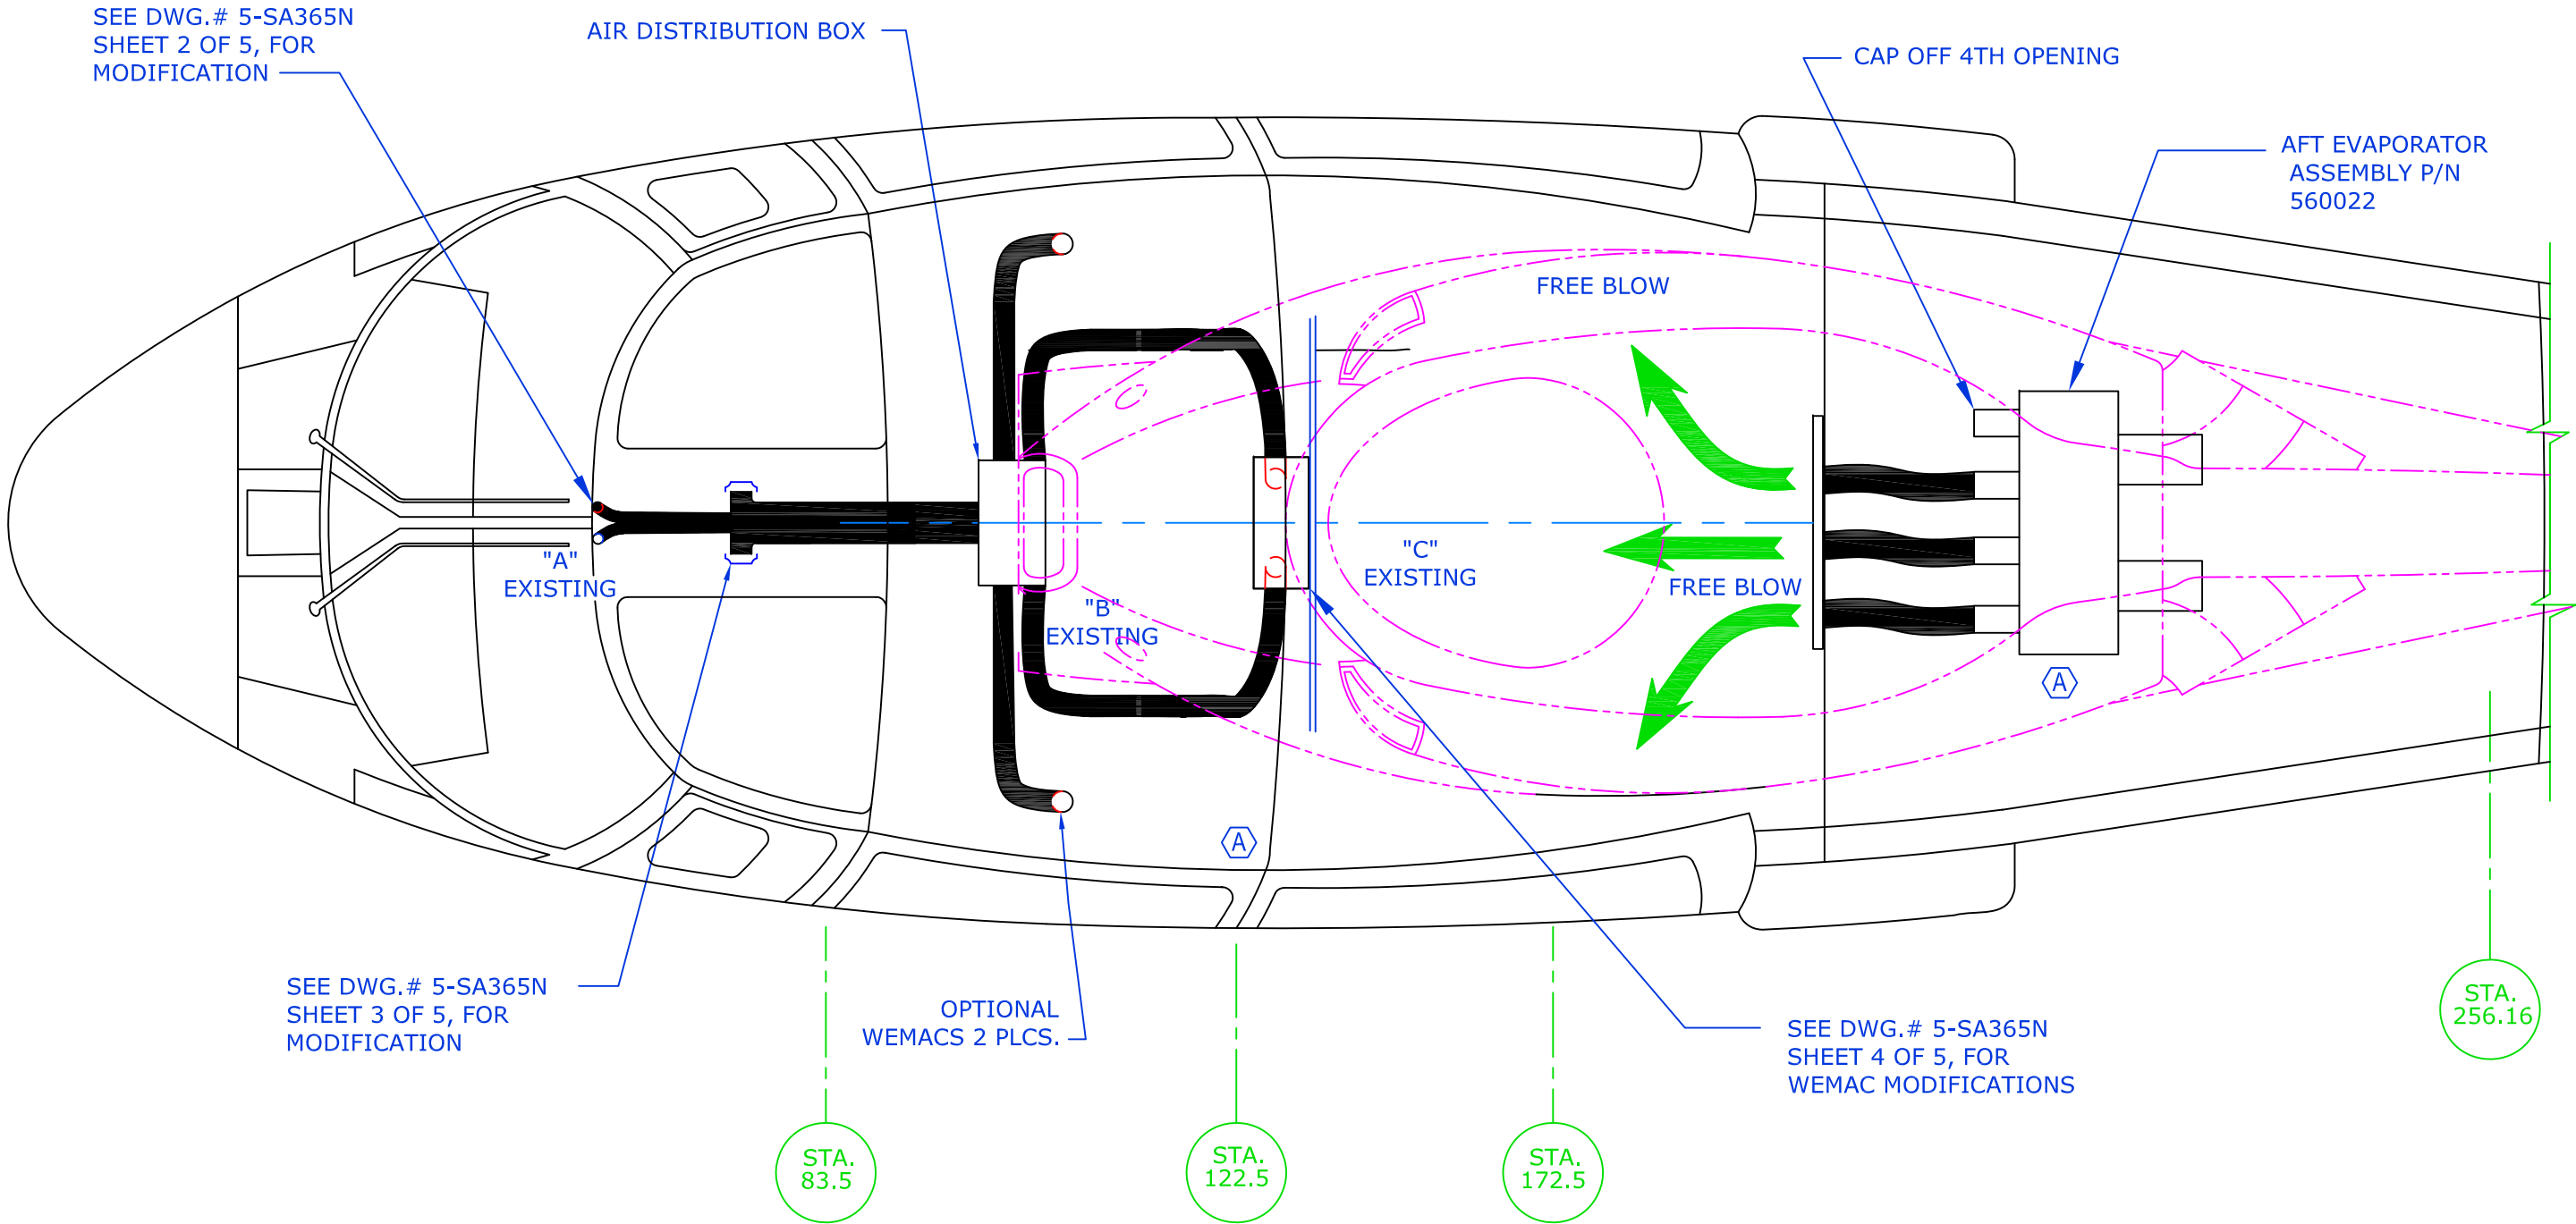 SEE DWG.# 5-SA365N
SHEET 2 OF 5, FOR
MODIFICATION
AIR DISTRIBUTION BOX
CAP OFF 4TH OPENING
AFT EVAPORATOR
ASSEMBLY P/N
560022
FREE BLOW
"A"
EXISTING
"B"
EXISTING
"C"
EXISTING
FREE BLOW
A
A
SEE DWG.# 5-SA365N
SHEET 3 OF 5, FOR
MODIFICATION
OPTIONAL
WEMACS 2 PLCS.
SEE DWG.# 5-SA365N
SHEET 4 OF 5, FOR
WEMAC MODIFICATIONS
STA.
256.16
STA.
83.5
STA.
122.5
STA.
172.5